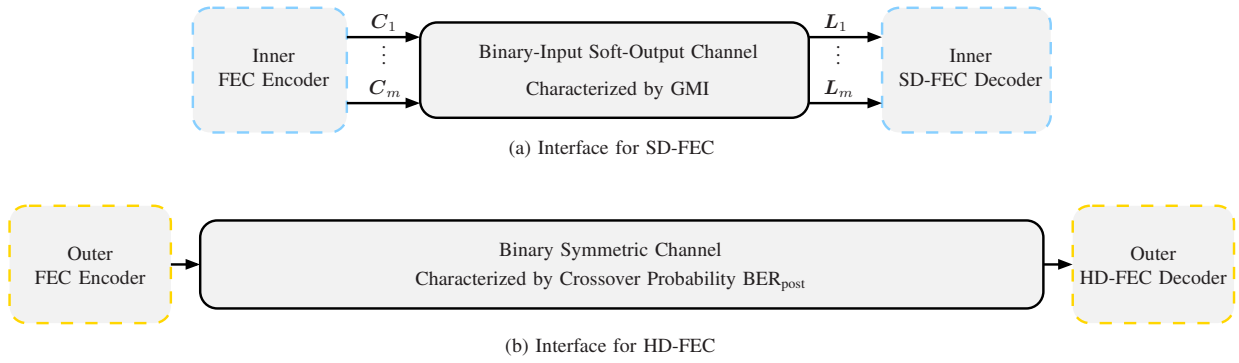 Inner
FEC Encoder
C₁
⋮
Cₘ
Binary-Input Soft-Output Channel
Characterized by GMI
L₁
⋮
Lₘ
Inner
SD-FEC Decoder
(a) Interface for SD-FEC
Outer
FEC Encoder
Binary Symmetric Channel
Characterized by Crossover Probability BERpost
Outer
HD-FEC Decoder
(b) Interface for HD-FEC